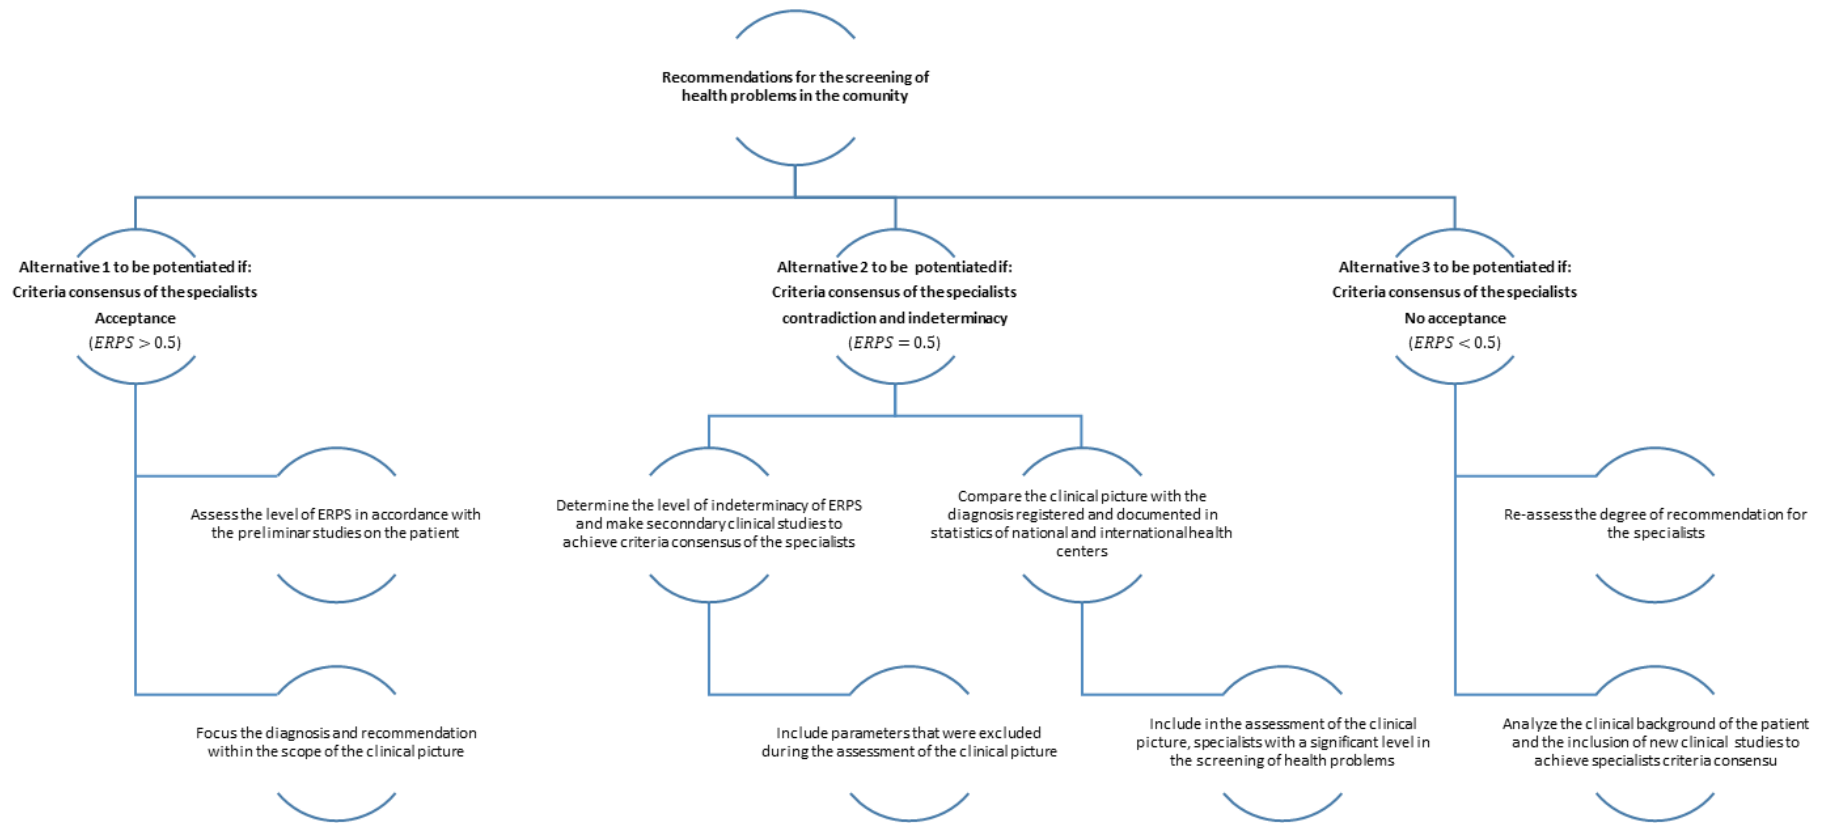 Recommendations for the screening of
health problems in the comunity
Alternative 1 to be potentiated if:
Criteria consensus of the specialists
Acceptance
(ERPS > 0.5)
Alternative 2 to be potentiated if:
Criteria consensus of the specialists
contradiction and indeterminacy
(ERPS = 0.5)
Alternative 3 to be potentiated if:
Criteria consensus of the specialists
No acceptance
(ERPS < 0.5)
Assess the level of ERPS in accordance with
the preliminar studies on the patient
Determine the level of indeterminacy of ERPS
and make seconndary clinical studies to
achieve criteria consensus of the specialists
Compare the clinical picture with the
diagnosis registered and documented in
statistics of national and international health
centers
Re-assess the degree of recommendation for
the specialists
Focus the diagnosis and recommendation
within the scope of the clinical picture
Include parameters that were excluded
during the assessment of the clinical picture
Include in the assessment of the clinical
picture, specialists with a significant level in
the screening of health problems
Analyze the clinical background of the patient
and the inclusion of new clinical studies to
achieve specialists criteria consensu